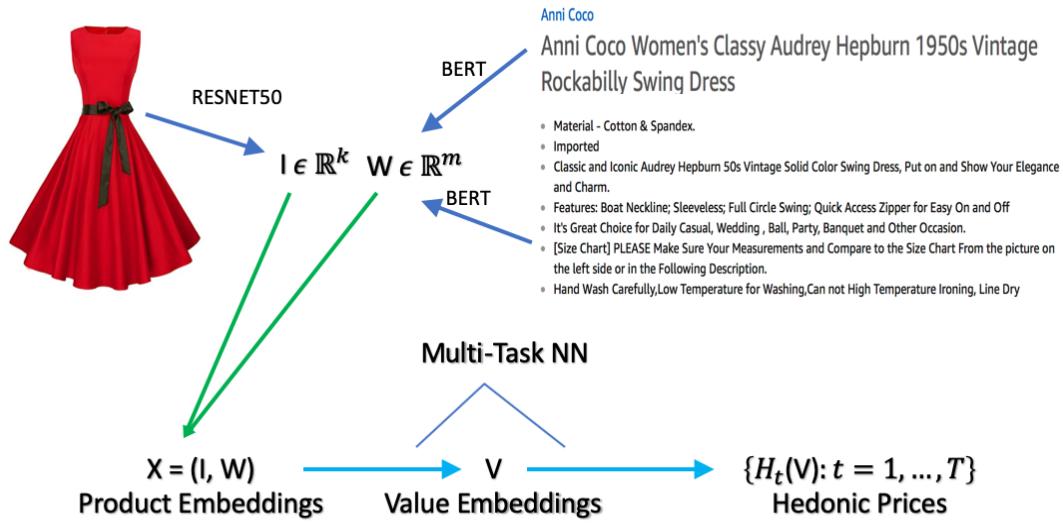 Anni Coco
Anni Coco Women's Classy Audrey Hepburn 1950s Vintage
Rockabilly Swing Dress
BERT
RESNET50
Material - Cotton & Spandex.
Imported
Classic and Iconic Audrey Hepburn 50s Vintage Solid Color Swing Dress, Put on and Show Your Elegance
and Charm.
I ϵ ℝᵏ W ϵ ℝᵐ
BERT
Features: Boat Neckline; Sleeveless; Full Circle Swing; Quick Access Zipper for Easy On and Off
It's Great Choice for Daily Casual, Wedding , Ball, Party, Banquet and Other Occasion.
[Size Chart] PLEASE Make Sure Your Measurements and Compare to the Size Chart From the picture on
the left side or in the Following Description.
Hand Wash Carefully,Low Temperature for Washing,Can not High Temperature Ironing, Line Dry
Multi-Task NN
X = (I, W)
Product Embeddings
V
Value Embeddings
{Hₜ(V): t = 1, ..., T}
Hedonic Prices